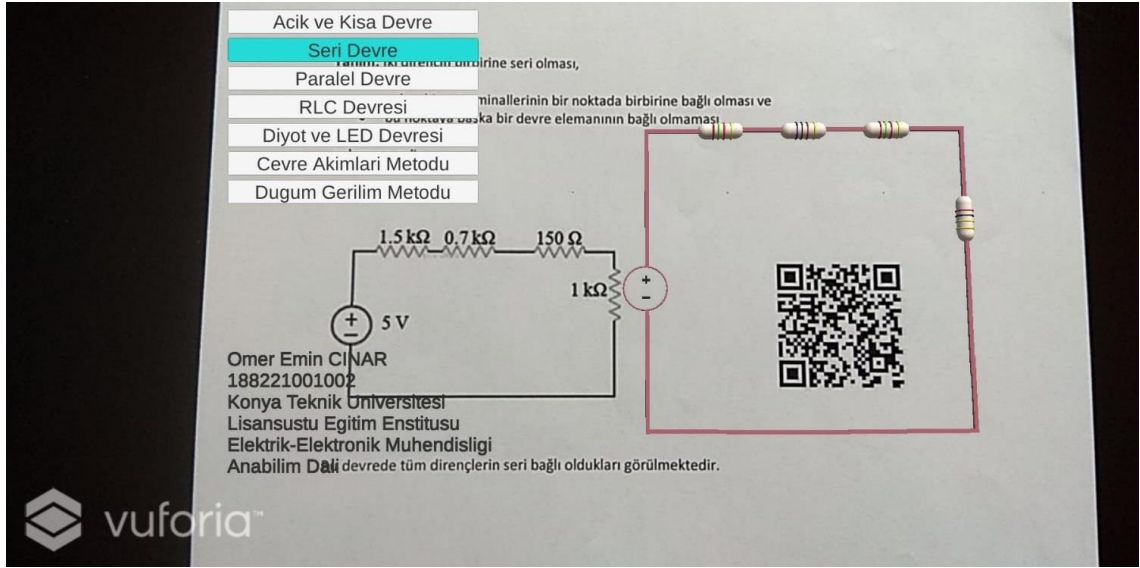 Acik ve Kisa Devre
Seri Devre
Paralel Devre
RLC Devresi
Diyot ve LED Devresi
Cevre Akimlari Metodu
Dugum Gerilim Metodu
birine seri olması,
minallerinin bir noktada birbirine bağlı olması ve
bu noktaya başka bir devre elemanının bağlı olmaması
1.5 kΩ 0.7 kΩ 150 Ω
1 kΩ
+
−
5 V
+
−
Omer Emin CINAR
188221001002
Konya Teknik Universitesi
Lisansustu Egitim Enstitusu
Elektrik-Elektronik Muhendisligi
Anabilim Dali
devrede tüm dirençlerin seri bağlı oldukları görülmektedir.
vuforia™